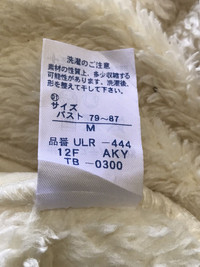 洗濯のご注意
素材の性質上、多少収縮する
可能性があります。洗濯後、
形を整えて干して下さい。
サイズ
バスト 79〜87
M
品番 ULR -444
12F AKY
TB -0300